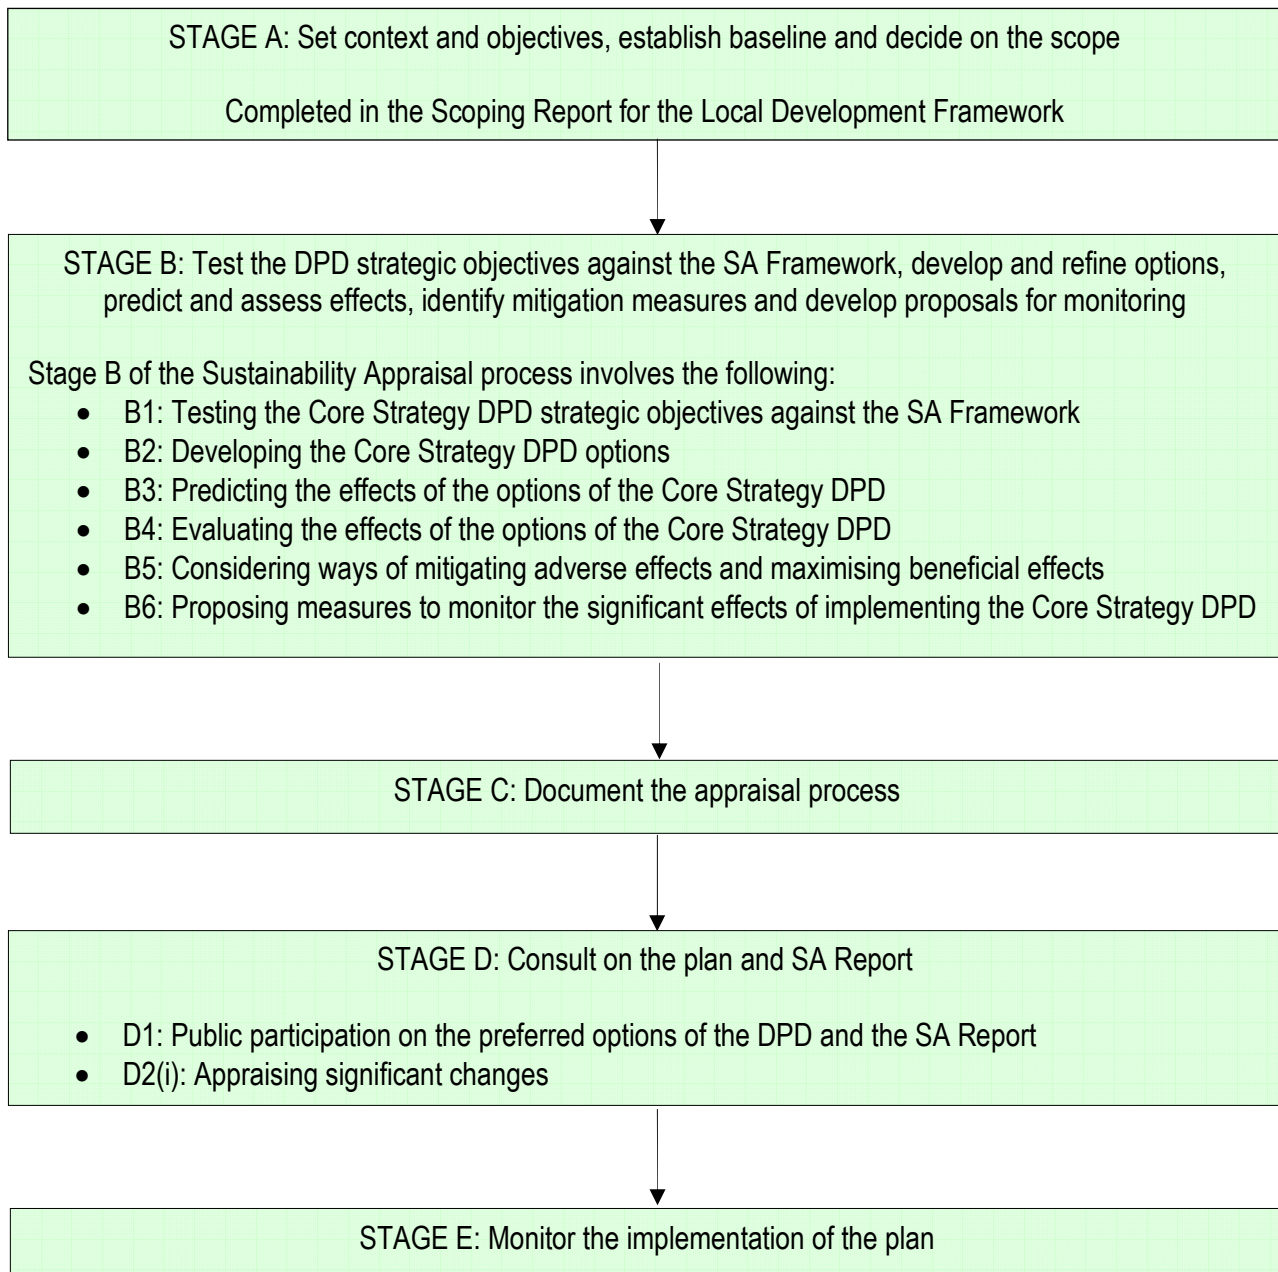 STAGE A: Set context and objectives, establish baseline and decide on the scope
Completed in the Scoping Report for the Local Development Framework
STAGE B: Test the DPD strategic objectives against the SA Framework, develop and refine options,
predict and assess effects, identify mitigation measures and develop proposals for monitoring
Stage B of the Sustainability Appraisal process involves the following:
• B1: Testing the Core Strategy DPD strategic objectives against the SA Framework
• B2: Developing the Core Strategy DPD options
• B3: Predicting the effects of the options of the Core Strategy DPD
• B4: Evaluating the effects of the options of the Core Strategy DPD
• B5: Considering ways of mitigating adverse effects and maximising beneficial effects
• B6: Proposing measures to monitor the significant effects of implementing the Core Strategy DPD
STAGE C: Document the appraisal process
STAGE D: Consult on the plan and SA Report
• D1: Public participation on the preferred options of the DPD and the SA Report
• D2(i): Appraising significant changes
STAGE E: Monitor the implementation of the plan